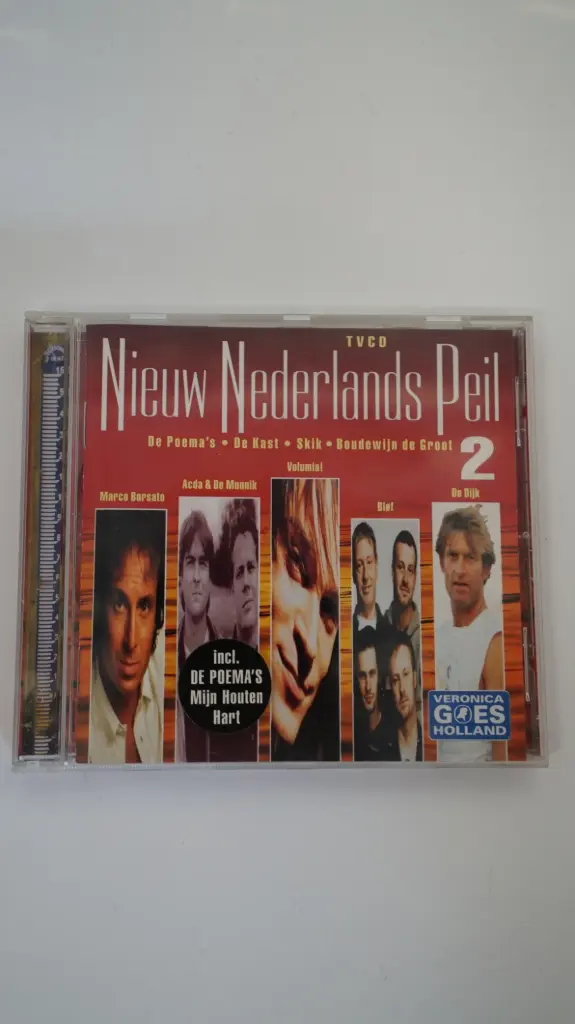 TVCD
Nieuw Nederlands Peil
De Poema's • De Kast • Skik • Boudewijn de Groot
2
Marco Borsato
Acda & De Munnik
Volumia!
Bløf
De Dijk
incl.
DE POEMA'S
Mijn Houten
Hart
VERONICA
GOES
HOLLAND